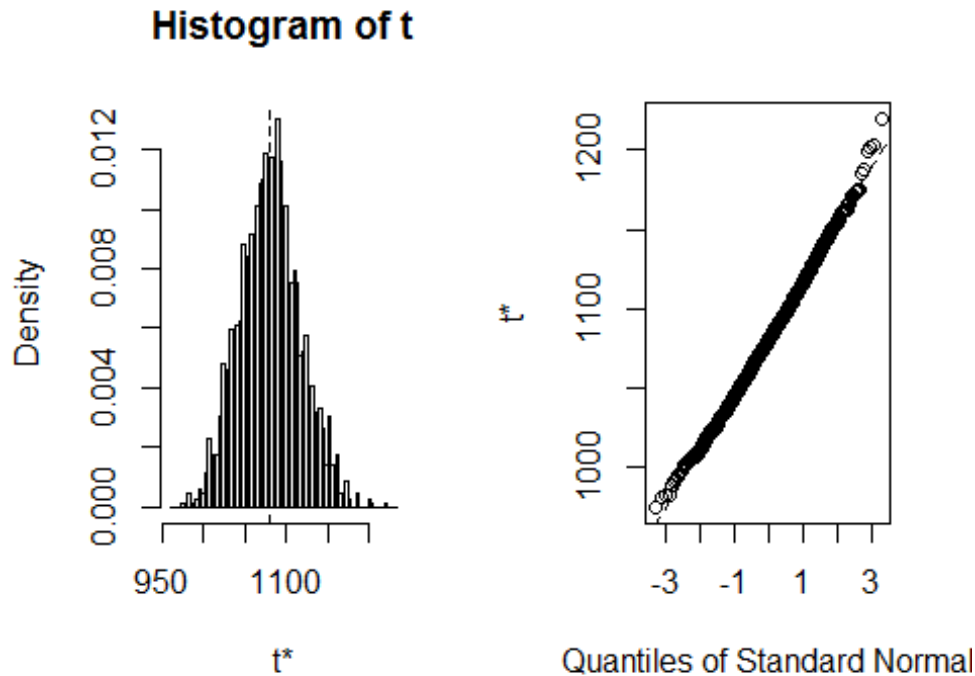 Histogram of t
Density
0.000 0.004 0.008 0.012
950 1100
t*
t*
1000 1100 1200
-3 -1 1 3
Quantiles of Standard Normal